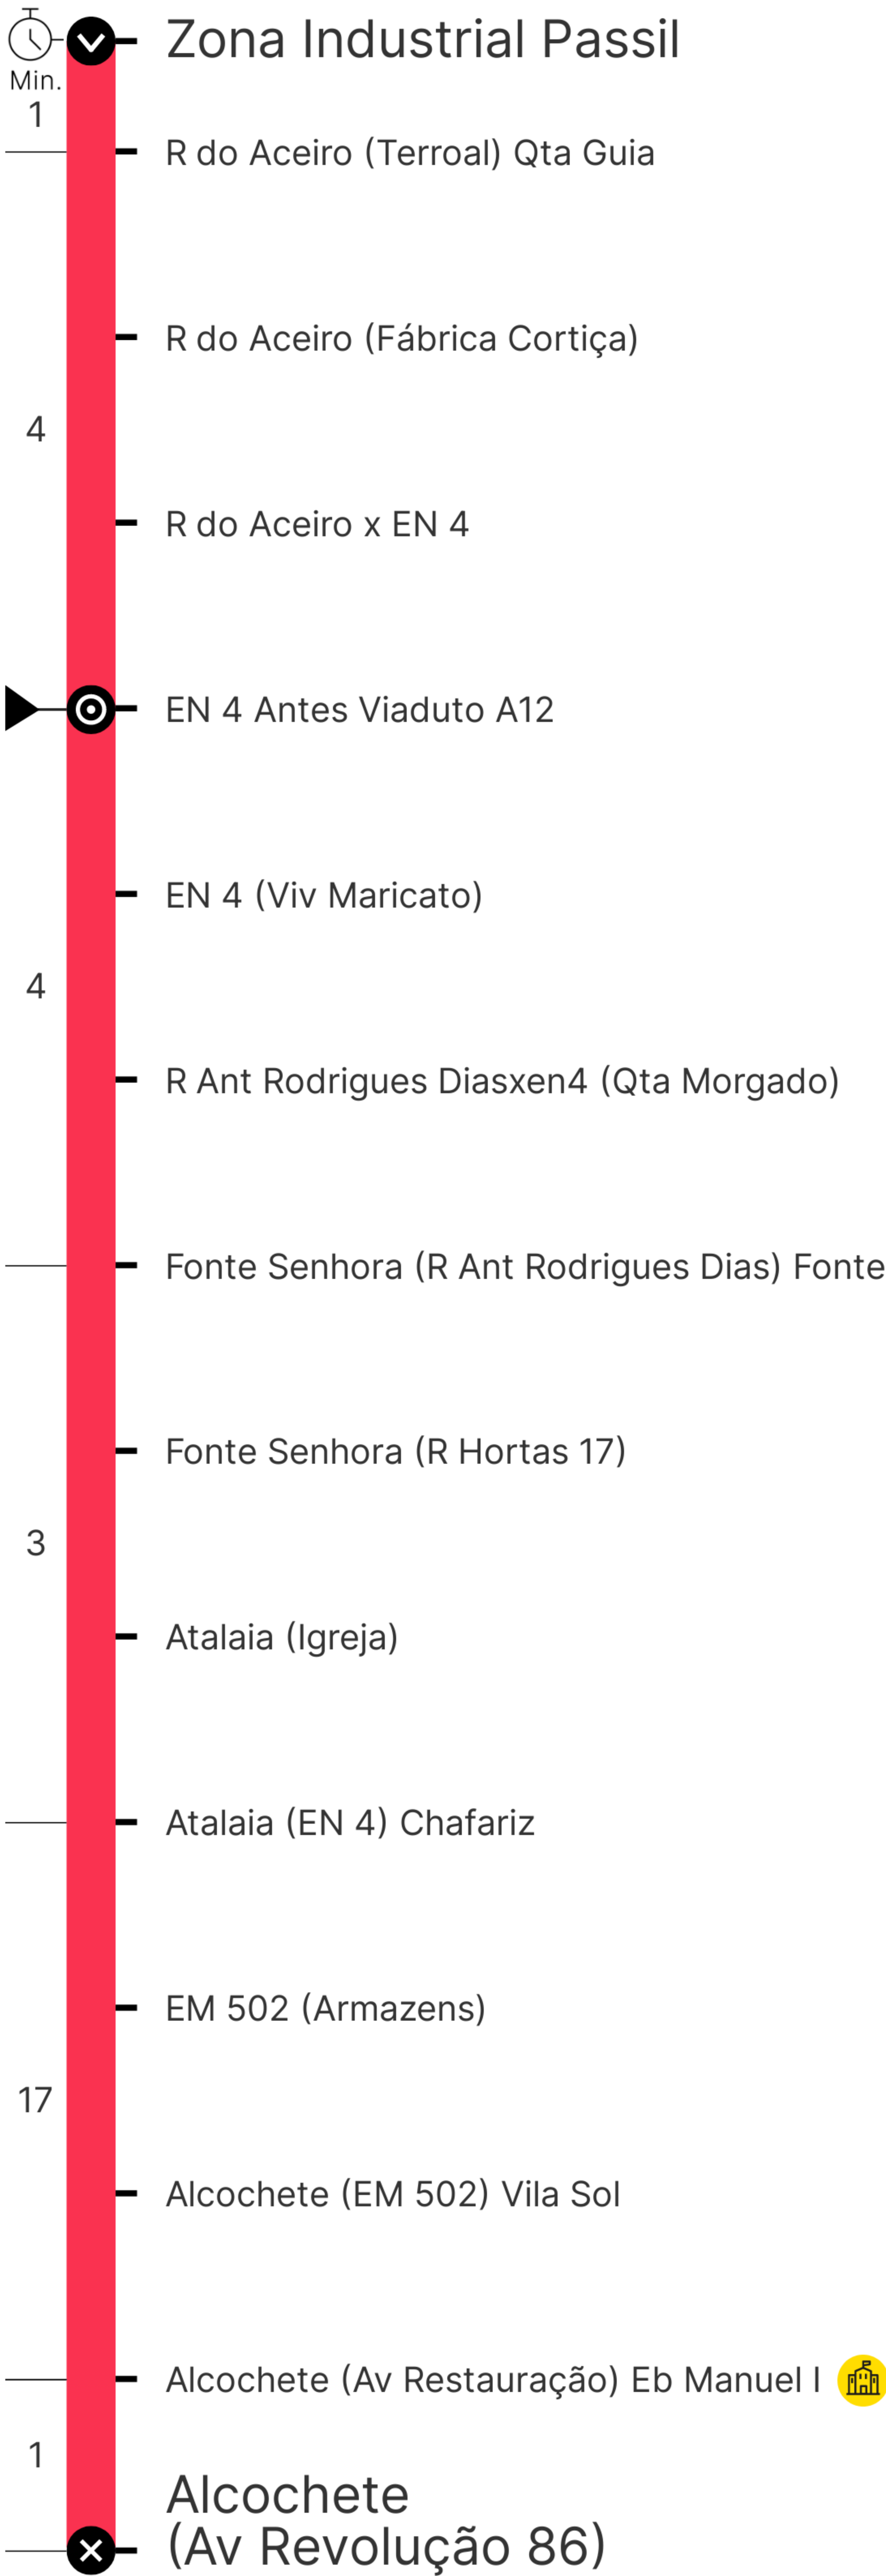 Zona Industrial Passil
Min.
1
R do Aceiro (Terroal) Qta Guia
R do Aceiro (Fábrica Cortiça)
4
R do Aceiro x EN 4
EN 4 Antes Viaduto A12
EN 4 (Viv Maricato)
4
R Ant Rodrigues Diasxen4 (Qta Morgado)
Fonte Senhora (R Ant Rodrigues Dias) Fonte
Fonte Senhora (R Hortas 17)
3
Atalaia (Igreja)
Atalaia (EN 4) Chafariz
EM 502 (Armazens)
17
Alcochete (EM 502) Vila Sol
Alcochete (Av Restauração) Eb Manuel I
1
Alcochete
(Av Revolução 86)